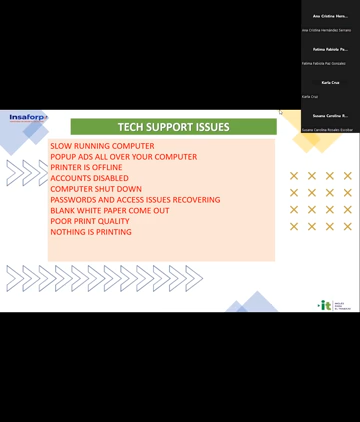 Ana Cristina Hern...
Ana Cristina Hernández Serrano
Fatima Fabiola Pa...
Fatima Fabiola Paz Gonzales
Karla Cruz
Karla Cruz
Susana Carolina R...
Susana Carolina Rosales Escobar
Insaforp
TECH SUPPORT ISSUES
SLOW RUNNING COMPUTER
POPUP ADS ALL OVER YOUR COMPUTER
PRINTER IS OFFLINE
ACCOUNTS DISABLED
COMPUTER SHUT DOWN
PASSWORDS AND ACCESS ISSUES RECOVERING
BLANK WHITE PAPER COME OUT
POOR PRINT QUALITY
NOTHING IS PRINTING
+it